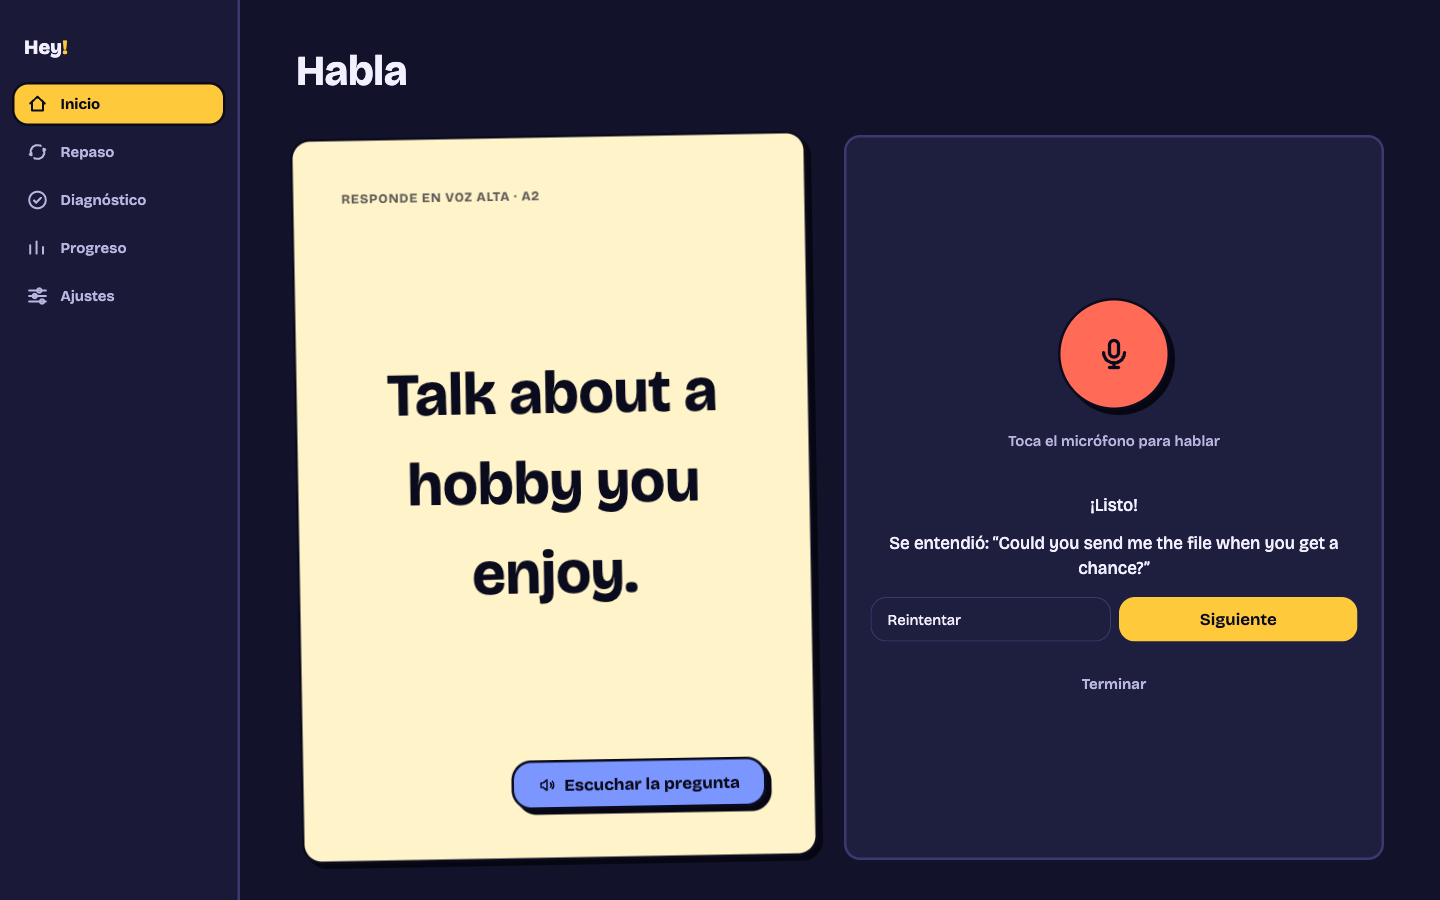 Hey!
Inicio
Repaso
Diagnóstico
Progreso
Ajustes
Habla
RESPONDE EN VOZ ALTA · A2
Talk about a
hobby you
enjoy.
Escuchar la pregunta
Toca el micrófono para hablar
¡Listo!
Se entendió: “Could you send me the file when you get a
chance?”
Reintentar
Siguiente
Terminar